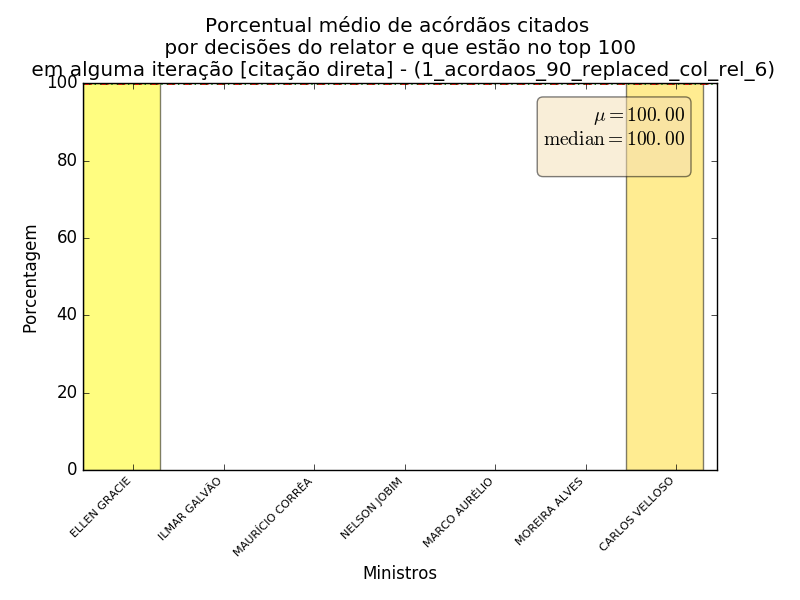 Porcentual médio de acórdãos citados
por decisões do relator e que estão no top 100
em alguma iteração [citação direta] - (1_acordaos_90_replaced_col_rel_6)
100
80
60
40
20
0
Porcentagem
μ = 100.00
median = 100.00
ELLEN GRACIE
ILMAR GALVÃO
MAURÍCIO CORRÊA
NELSON JOBIM
MARCO AURÉLIO
MOREIRA ALVES
CARLOS VELLOSO
Ministros